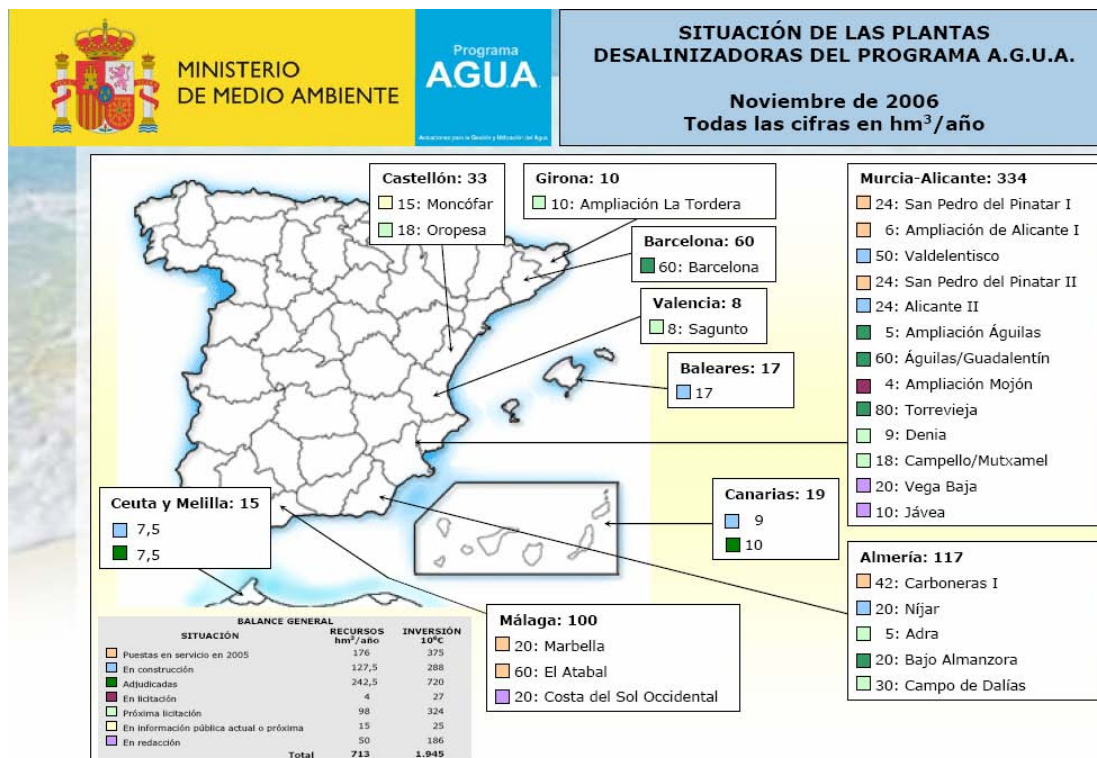 MINISTERIO
DE MEDIO AMBIENTE
Programa
AGUA
Actuaciones para la Gestión y Utilización del Agua
SITUACIÓN DE LAS PLANTAS
DESALINIZADORAS DEL PROGRAMA A.G.U.A.
Noviembre de 2006
Todas las cifras en hm³/año
Castellón: 33
15: Moncófar
18: Oropesa
Girona: 10
10: Ampliación La Tordera
Barcelona: 60
60: Barcelona
Valencia: 8
8: Sagunto
Baleares: 17
17
Murcia-Alicante: 334
24: San Pedro del Pinatar I
6: Ampliación de Alicante I
50: Valdelentisco
24: San Pedro del Pinatar II
24: Alicante II
5: Ampliación Águilas
60: Águilas/Guadalentín
4: Ampliación Mojón
80: Torrevieja
9: Denia
18: Campello/Mutxamel
20: Vega Baja
10: Jávea
Ceuta y Melilla: 15
7,5
7,5
Canarias: 19
9
10
Almería: 117
42: Carboneras I
20: Níjar
5: Adra
20: Bajo Almanzora
30: Campo de Dalías
Málaga: 100
20: Marbella
60: El Atabal
20: Costa del Sol Occidental
BALANCE GENERAL
SITUACIÓN RECURSOS hm³/año INVERSIÓN 10⁶€
Puestas en servicio en 2005 176 375
En construcción 127,5 288
Adjudicadas 242,5 720
En licitación 4 27
Próxima licitación 98 324
En información pública actual o próxima 15 25
En redacción 50 186
Total 713 1.945